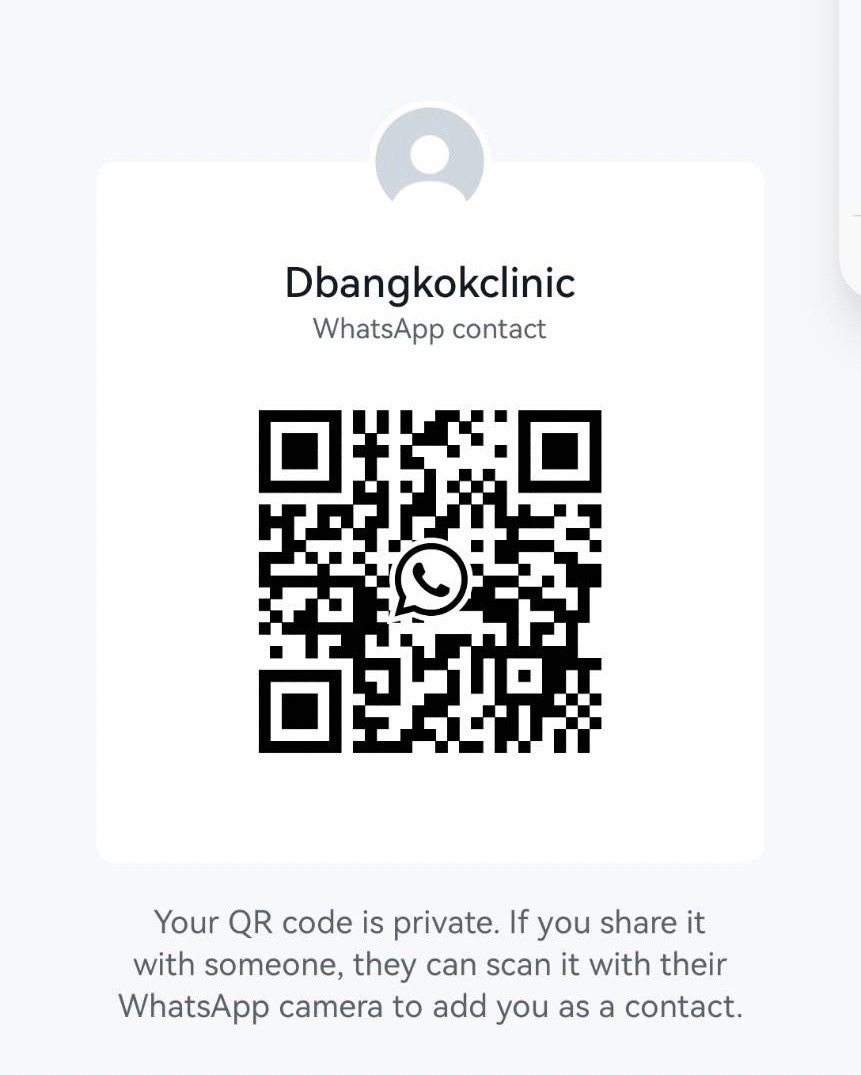 Dbangkokclinic
WhatsApp contact
Your QR code is private. If you share it
with someone, they can scan it with their
WhatsApp camera to add you as a contact.